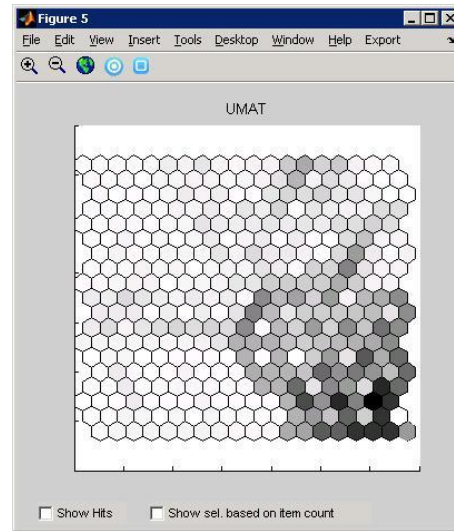 Figure 5
File Edit View Insert Tools Desktop Window Help Export
UMAT
Show Hits
Show sel. based on item count